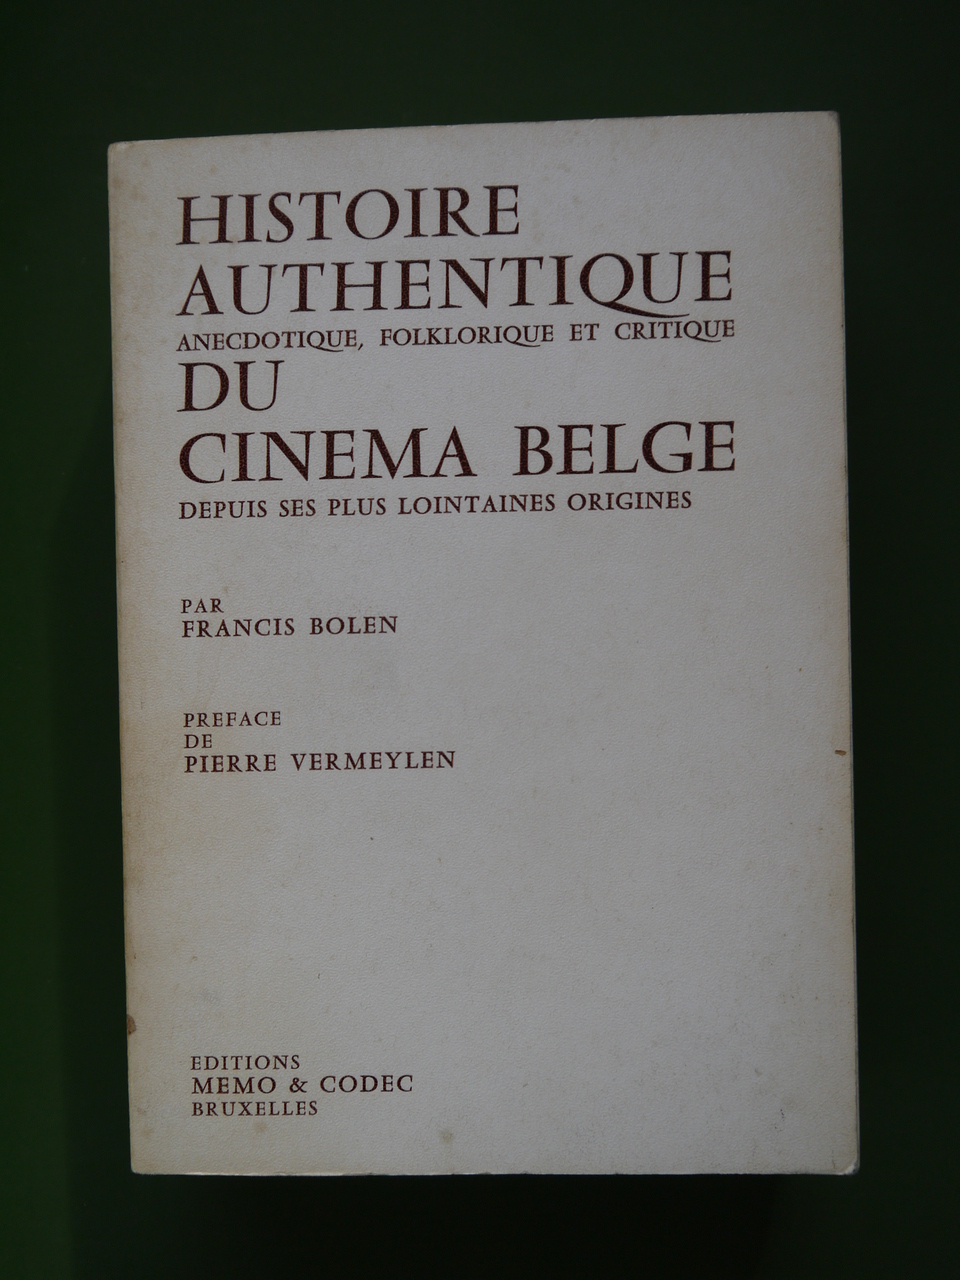 HISTOIRE
AUTHENTIQUE
ANECDOTIQUE, FOLKLORIQUE ET CRITIQUE
DU
CINEMA BELGE
DEPUIS SES PLUS LOINTAINES ORIGINES
PAR
FRANCIS BOLEN
PREFACE
DE
PIERRE VERMEYLEN
EDITIONS
MEMO & CODEC
BRUXELLES